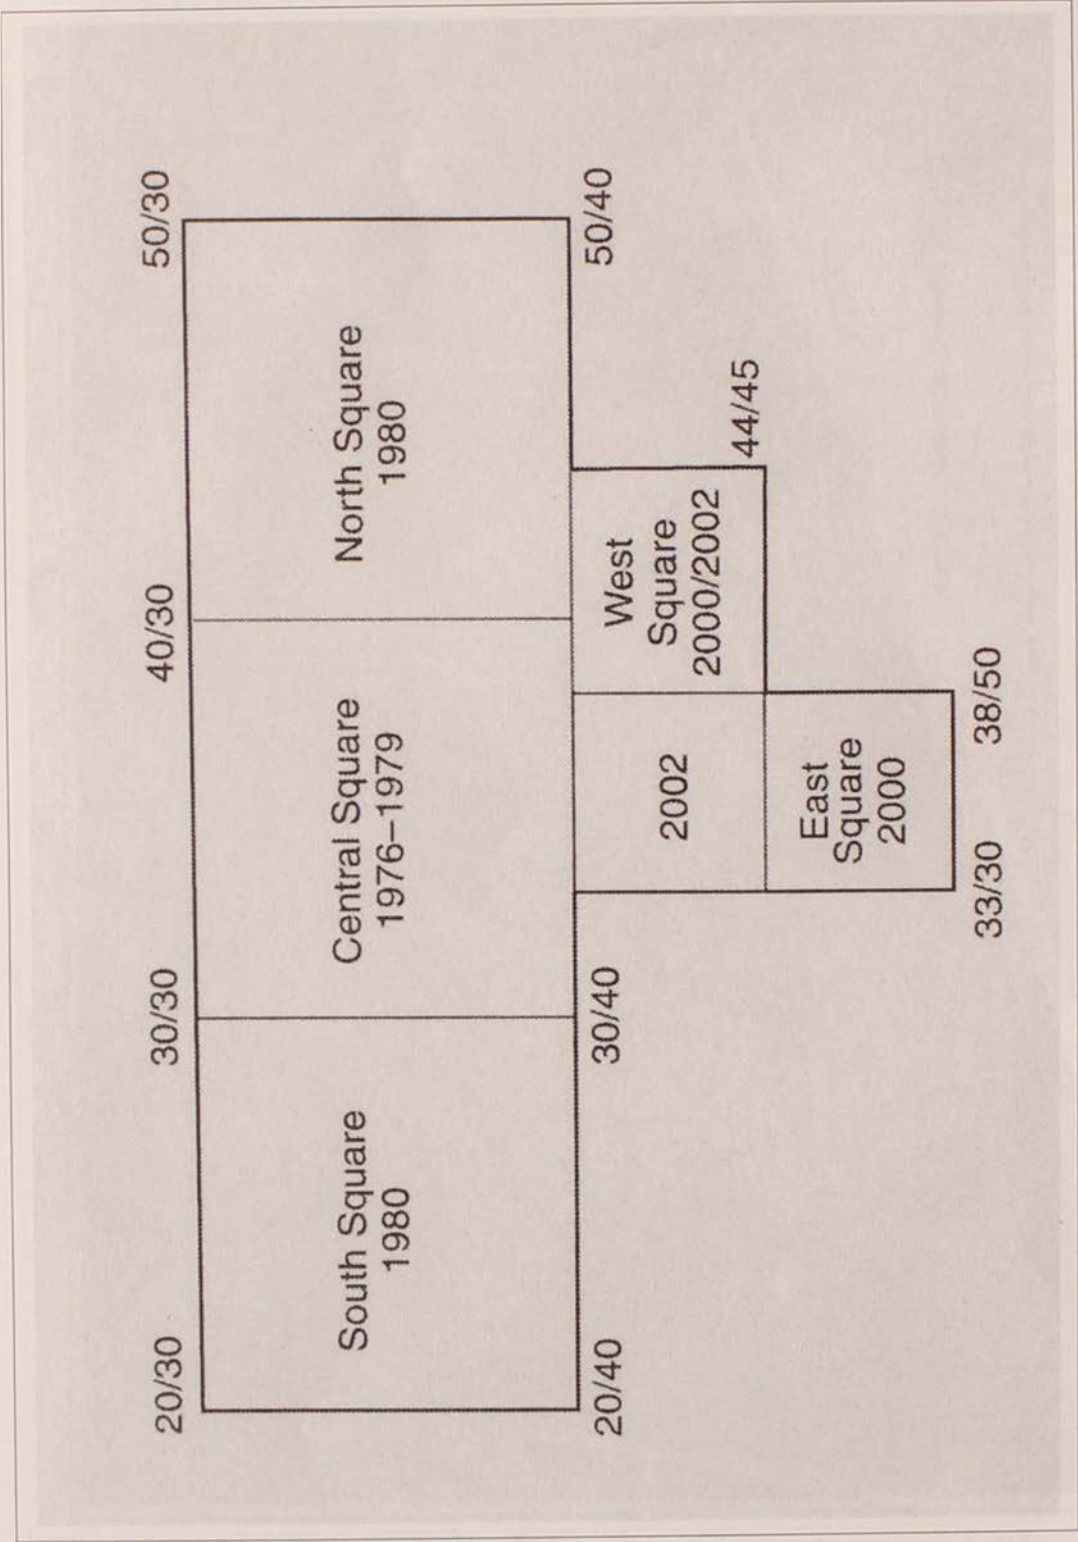 20/30
30/30
40/30
50/30
South Square
1980
Central Square
1976–1979
North Square
1980
20/40
30/40
50/40
2002
West
Square
2000/2002
44/45
East
Square
2000
33/30
38/50